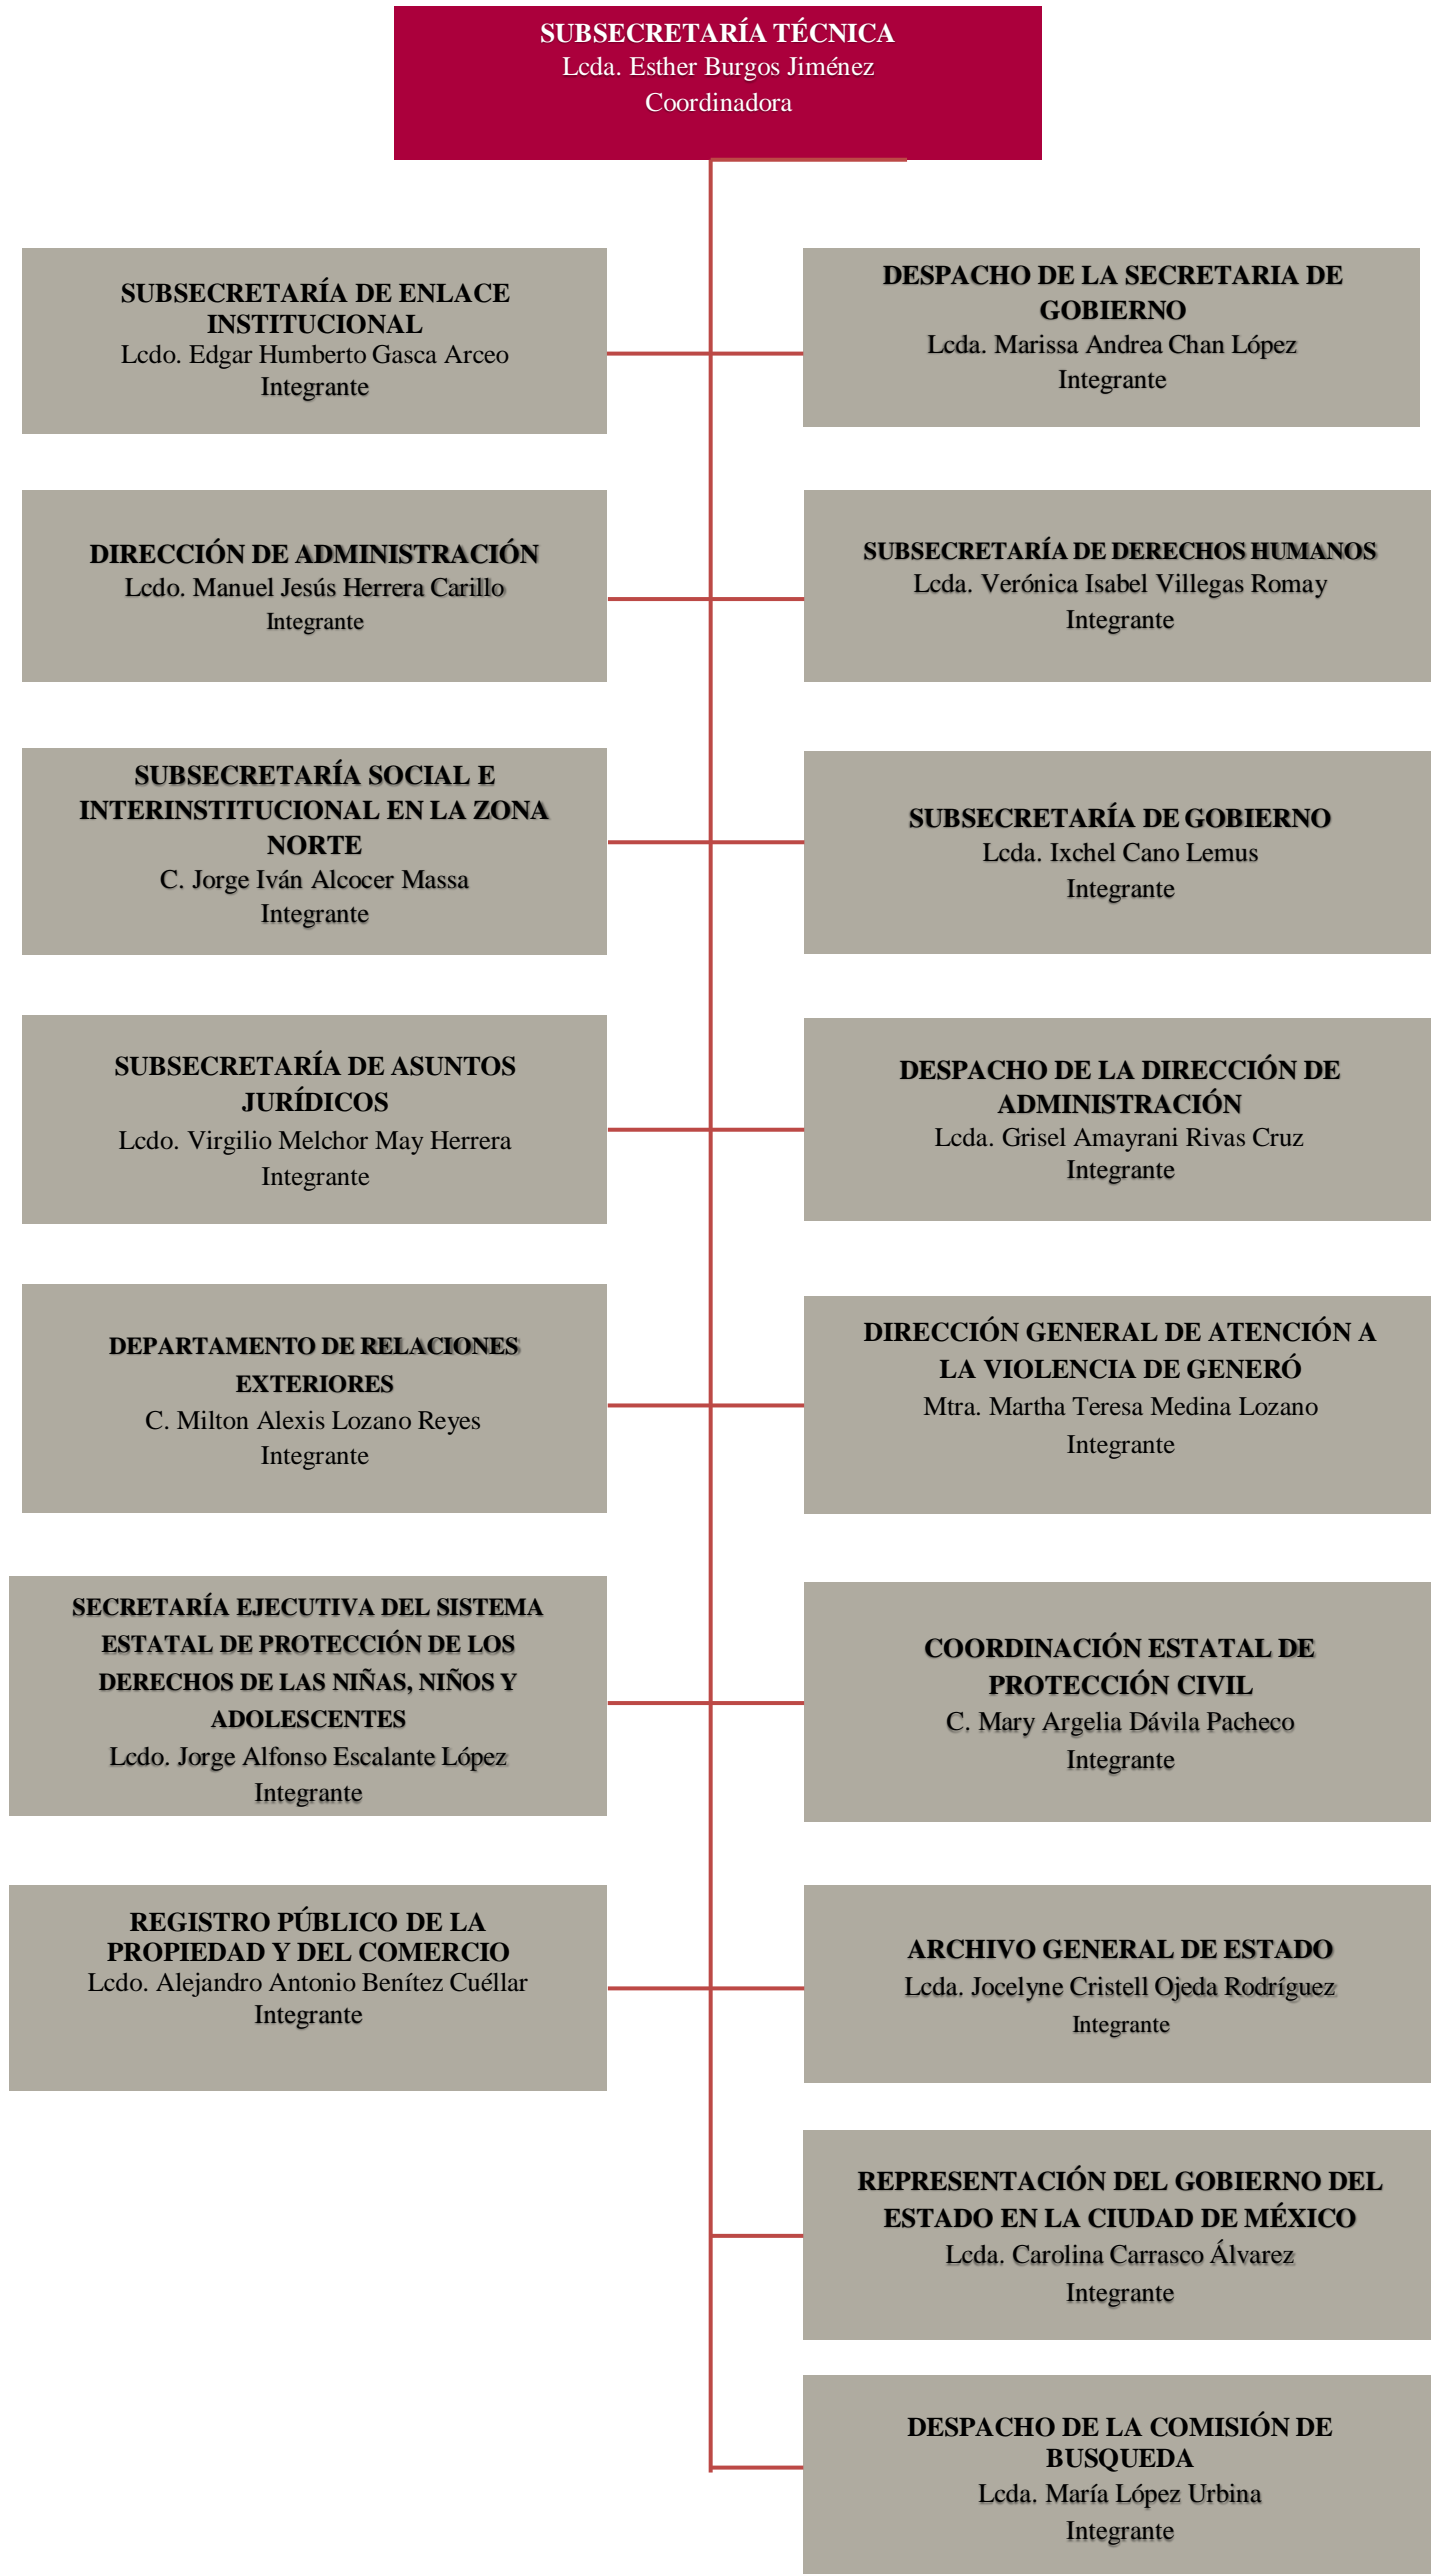 SUBSECRETARÍA TÉCNICA
Lcda. Esther Burgos Jiménez
Coordinadora
SUBSECRETARÍA DE ENLACE
INSTITUCIONAL
Lcdo. Edgar Humberto Gasca Arceo
Integrante
DESPACHO DE LA SECRETARIA DE
GOBIERNO
Lcda. Marissa Andrea Chan López
Integrante
DIRECCIÓN DE ADMINISTRACIÓN
Lcdo. Manuel Jesús Herrera Carillo
Integrante
SUBSECRETARÍA DE DERECHOS HUMANOS
Lcda. Verónica Isabel Villegas Romay
Integrante
SUBSECRETARÍA SOCIAL E
INTERINSTITUCIONAL EN LA ZONA
NORTE
C. Jorge Iván Alcocer Massa
Integrante
SUBSECRETARÍA DE GOBIERNO
Lcda. Ixchel Cano Lemus
Integrante
SUBSECRETARÍA DE ASUNTOS
JURÍDICOS
Lcdo. Virgilio Melchor May Herrera
Integrante
DESPACHO DE LA DIRECCIÓN DE
ADMINISTRACIÓN
Lcda. Grisel Amayrani Rivas Cruz
Integrante
DEPARTAMENTO DE RELACIONES
EXTERIORES
C. Milton Alexis Lozano Reyes
Integrante
DIRECCIÓN GENERAL DE ATENCIÓN A
LA VIOLENCIA DE GENERÓ
Mtra. Martha Teresa Medina Lozano
Integrante
SECRETARÍA EJECUTIVA DEL SISTEMA
ESTATAL DE PROTECCIÓN DE LOS
DERECHOS DE LAS NIÑAS, NIÑOS Y
ADOLESCENTES
Lcdo. Jorge Alfonso Escalante López
Integrante
COORDINACIÓN ESTATAL DE
PROTECCIÓN CIVIL
C. Mary Argelia Dávila Pacheco
Integrante
REGISTRO PÚBLICO DE LA
PROPIEDAD Y DEL COMERCIO
Lcdo. Alejandro Antonio Benítez Cuéllar
Integrante
ARCHIVO GENERAL DE ESTADO
Lcda. Jocelyne Cristell Ojeda Rodríguez
Integrante
REPRESENTACIÓN DEL GOBIERNO DEL
ESTADO EN LA CIUDAD DE MÉXICO
Lcda. Carolina Carrasco Álvarez
Integrante
DESPACHO DE LA COMISIÓN DE
BUSQUEDA
Lcda. María López Urbina
Integrante